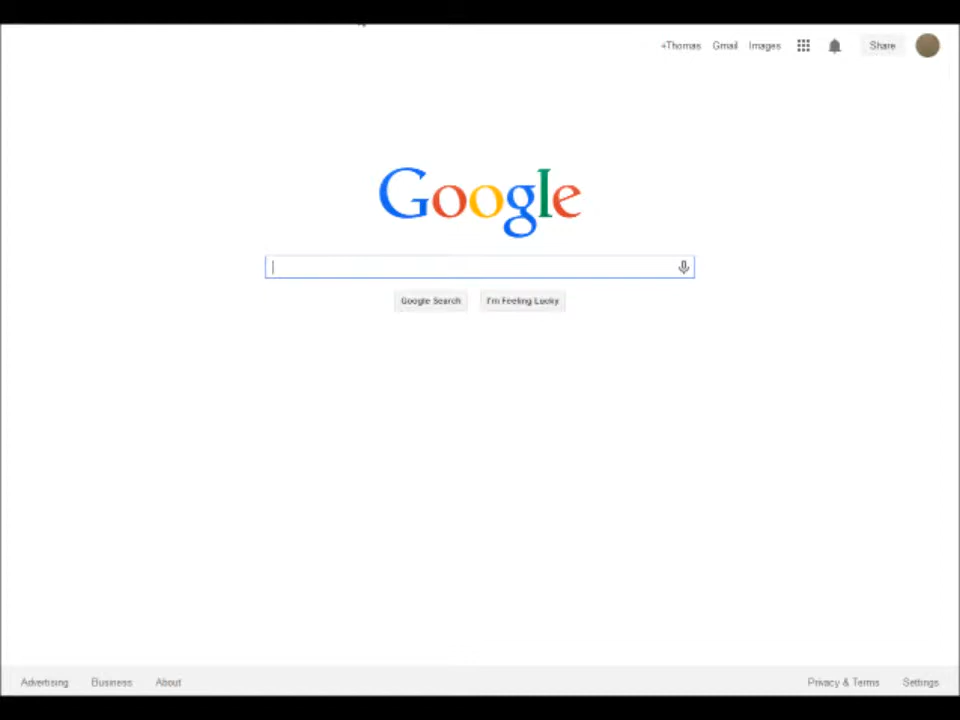 +Thomas Gmail Images Share
Google
Google Search I'm Feeling Lucky
Advertising Business About Privacy & Terms Settings